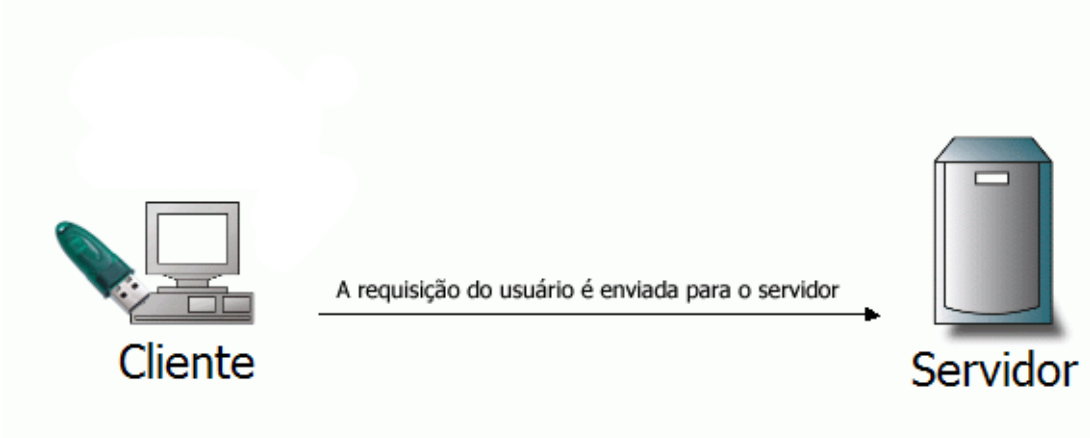 A requisição do usuário é enviada para o servidor
Cliente
Servidor